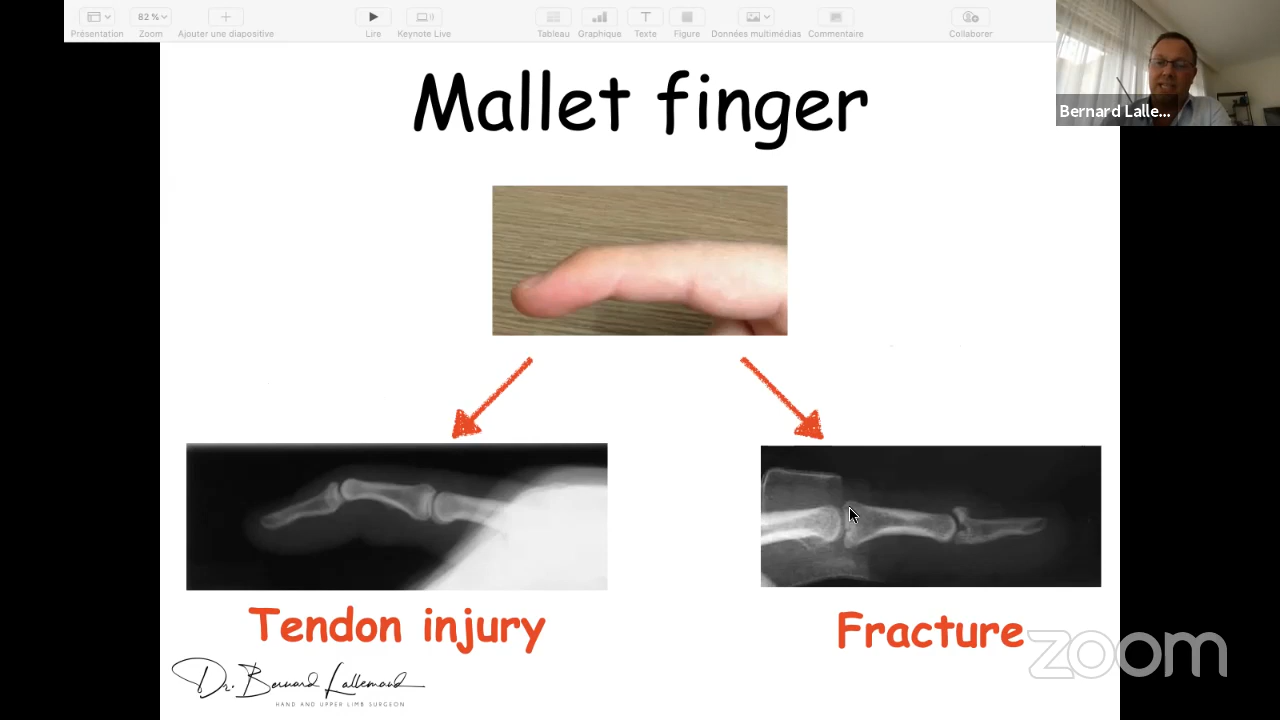 82 %
Présentation
Zoom
Ajouter une diapositive
Lire
Keynote Live
Tableau
Graphique
Texte
Figure
Données multimédias
Commentaire
Collaborer
Bernard Lalle...
Mallet finger
Tendon injury
Fracture
Dr. Bernard Lallemand
HAND AND UPPER LIMB SURGEON
zoom